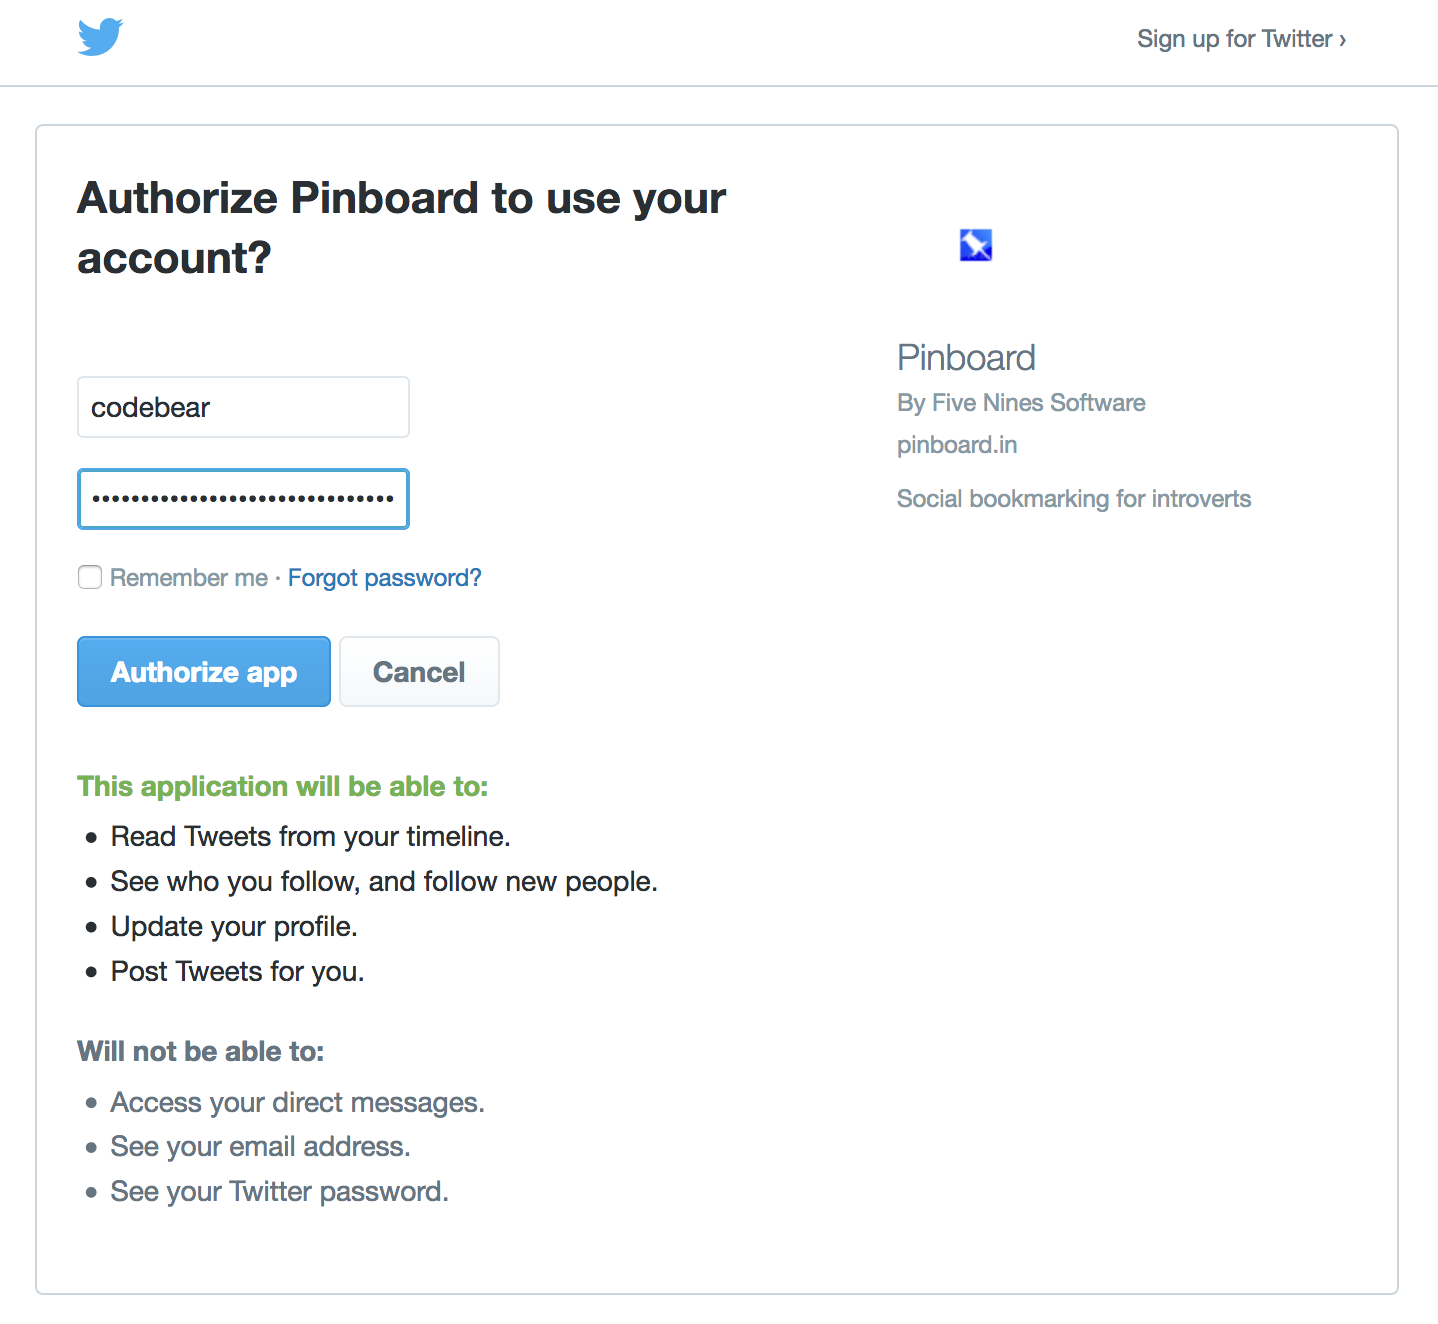 Sign up for Twitter ›
Authorize Pinboard to use your
account?
codebear
••••••••••••••••••••••••••••••••
Remember me · Forgot password?
Authorize app
Cancel
This application will be able to:
• Read Tweets from your timeline.
• See who you follow, and follow new people.
• Update your profile.
• Post Tweets for you.
Will not be able to:
• Access your direct messages.
• See your email address.
• See your Twitter password.
Pinboard
By Five Nines Software
pinboard.in
Social bookmarking for introverts